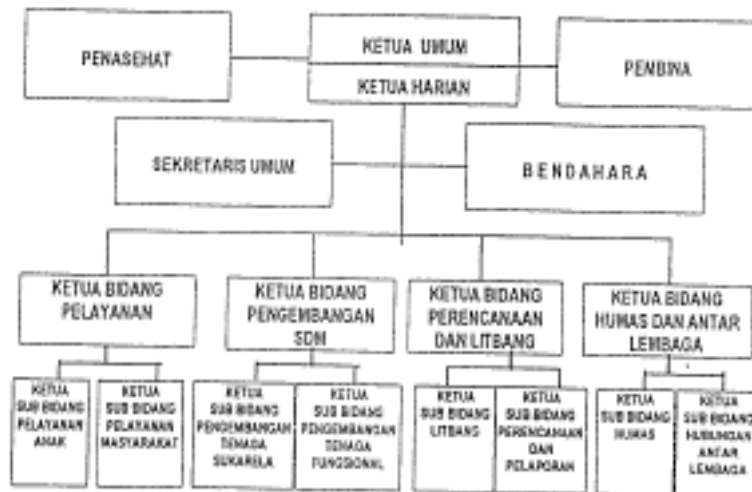 PENASEHAT
KETUA UMUM
KETUA HARIAN
PEMBINA
SEKRETARIS UMUM
BENDAHARA
KETUA BIDANG
PELAYANAN
KETUA BIDANG
PENGEMBANGAN
SDM
KETUA BIDANG
PERENCANAAN
DAN LITBANG
KETUA BIDANG
HUMAS DAN ANTAR
LEMBAGA
KETUA
SUB BIDANG
PELAYANAN
ANAK
KETUA
SUB BIDANG
PELAYANAN
MASYARAKAT
KETUA
SUB BIDANG
PENGEMBANGAN
TENAGA
SUKARELA
KETUA
SUB BIDANG
PENGEMBANGAN
TENAGA
FUNGSIONAL
KETUA
SUB BIDANG
LITBANG
KETUA
SUB BIDANG
PERENCANAAN
DAN
PELAPORAN
KETUA
SUB BIDANG
HUMAS
KETUA
SUB BIDANG
HUBUNGAN
ANTAR
LEMBAGA